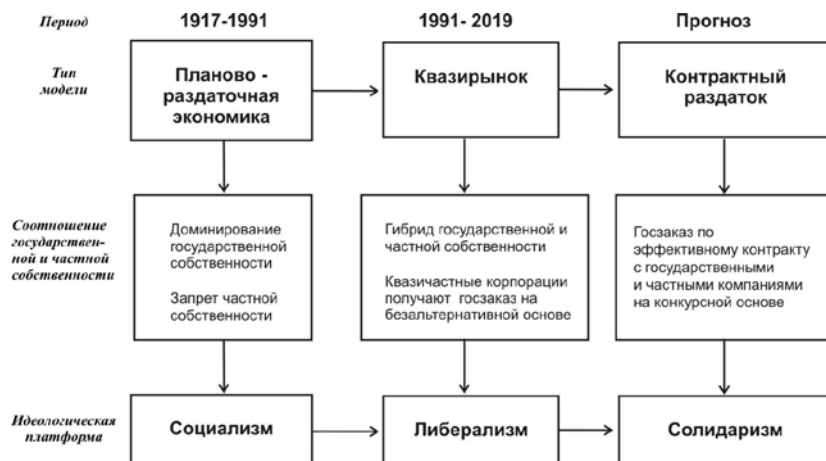 Период
1917-1991
1991- 2019
Прогноз
Тип
модели
Планово -
раздаточная
экономика
Квазирынок
Контрактный
раздаток
Соотношение
государствен-
ной и частной
собственности
Доминирование
государственной
собственности
Запрет частной
собственности
Гибрид государственной и
частной собственности
Квазичастные корпорации
получают госзаказ на
безальтернативной основе
Госзаказ по
эффективному контракту
с государственными
и частными компаниями
на конкурсной основе
Идеологическая
платформа
Социализм
Либерализм
Солидаризм